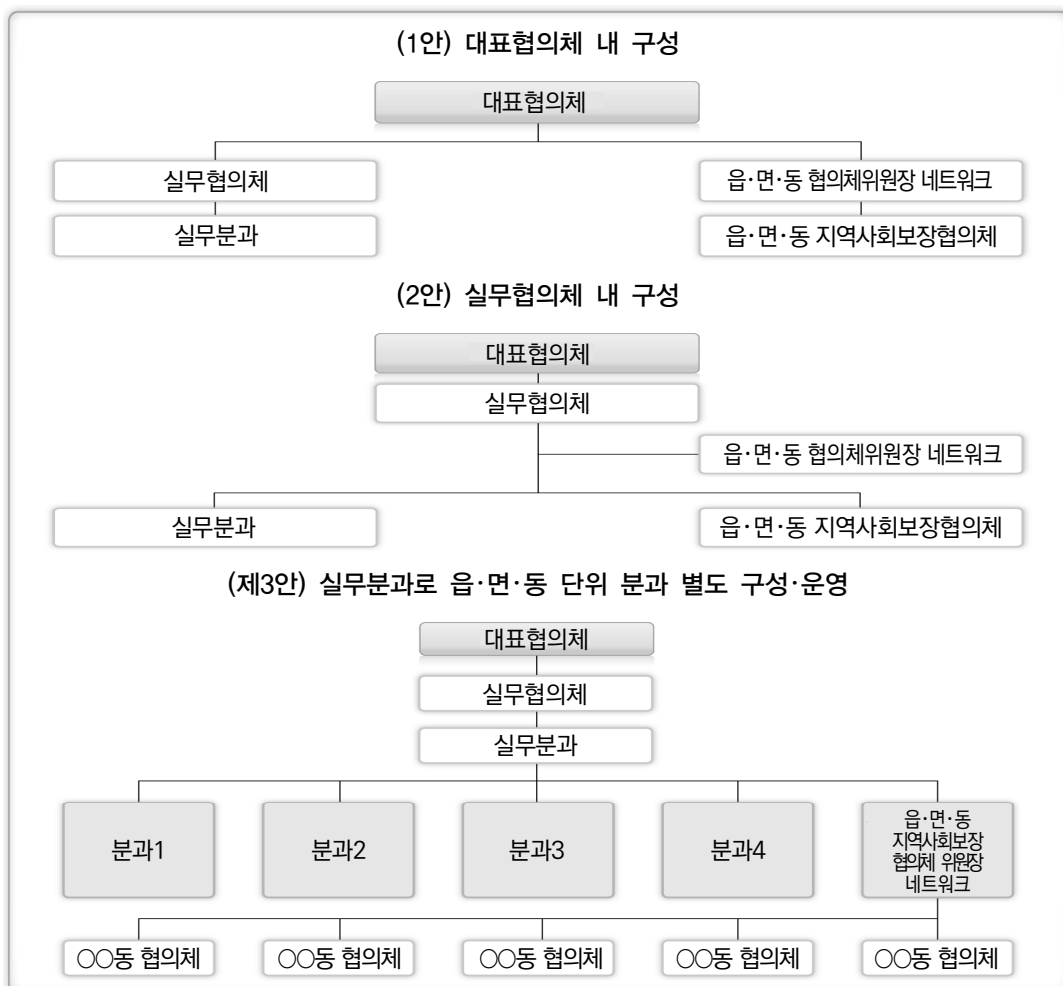 (1안) 대표협의체 내 구성
대표협의체
실무협의체
읍·면·동 협의체위원장 네트워크
실무분과
읍·면·동 지역사회보장협의체
(2안) 실무협의체 내 구성
대표협의체
실무협의체
읍·면·동 협의체위원장 네트워크
실무분과
읍·면·동 지역사회보장협의체
(제3안) 실무분과로 읍·면·동 단위 분과 별도 구성·운영
대표협의체
실무협의체
실무분과
분과1
분과2
분과3
분과4
읍·면·동
지역사회보장
협의체 위원장
네트워크
○○동 협의체
○○동 협의체
○○동 협의체
○○동 협의체
○○동 협의체